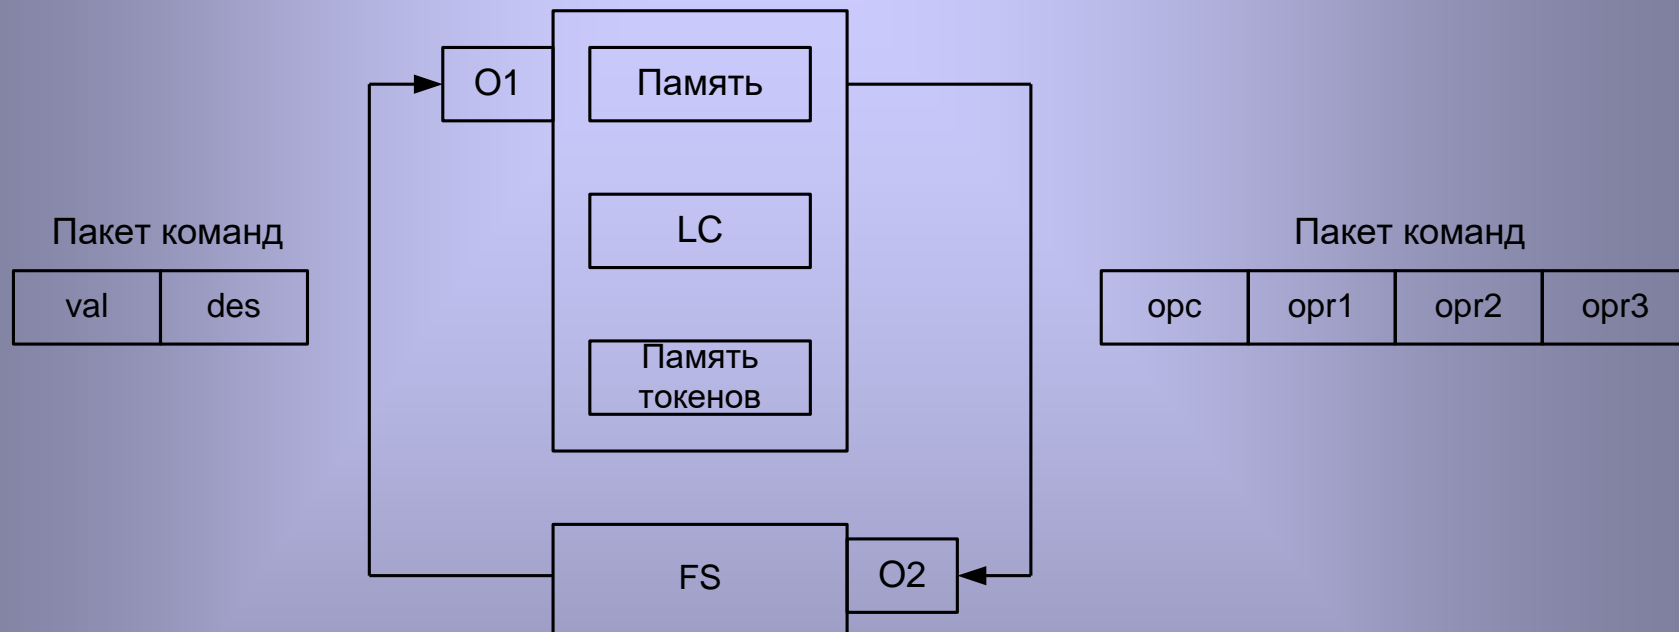 O1
Память
Пакет команд
val des
LC
Пакет команд
opc opr1 opr2 opr3
Память
токенов
FS
O2